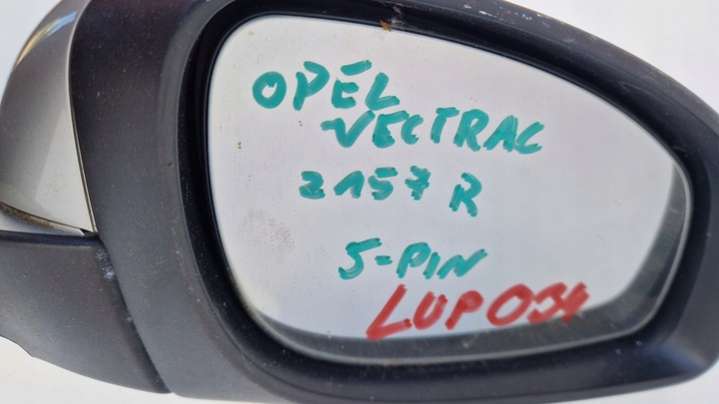 OPEL
VECTRAC
2157 R
5-PIN
LUP034